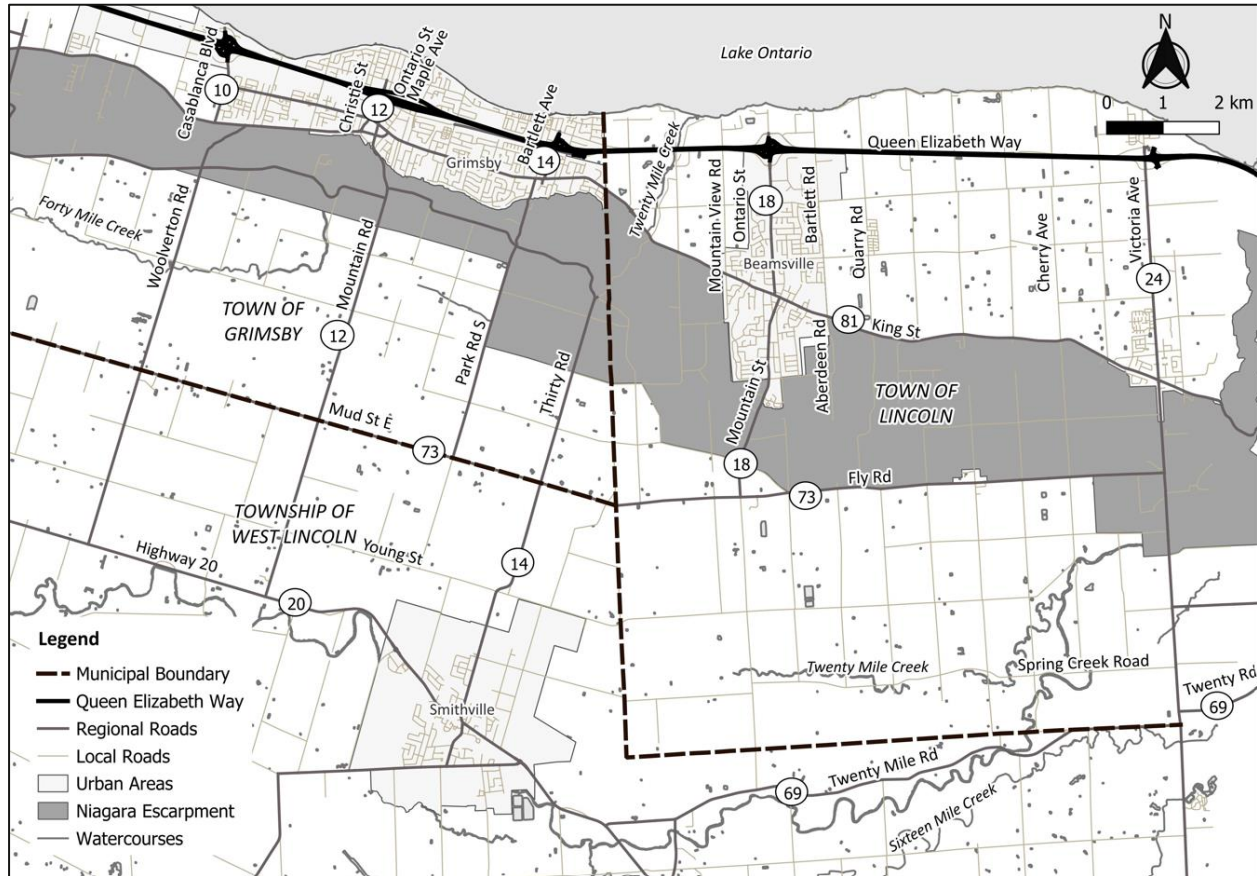 Lake Ontario
N
0 1 2 km
Casablanca Blvd
10
Christie St
12
Ontario St
Maple Ave
Bartlett Ave
14
Grimsby
Queen Elizabeth Way
Twenty Mile Creek
Mountain View Rd
Ontario St
18
Bartlett Rd
Beamsville
Quarry Rd
Cherry Ave
Victoria Ave
24
Forty Mile Creek
Woolverton Rd
Mountain Rd
12
TOWN OF
GRIMSBY
Park Rd S
Thirty Rd
81
King St
Aberdeen Rd
Mountain St
18
TOWN OF
LINCOLN
Mud St E
73
Fly Rd
73
TOWNSHIP OF
WEST LINCOLN
Young St
14
Highway 20
20
Smithville
Twenty Mile Creek
Spring Creek Road
Twenty Rd
69
Twenty Mile Rd
69
Sixteen Mile Creek
Legend
Municipal Boundary
Queen Elizabeth Way
Regional Roads
Local Roads
Urban Areas
Niagara Escarpment
Watercourses